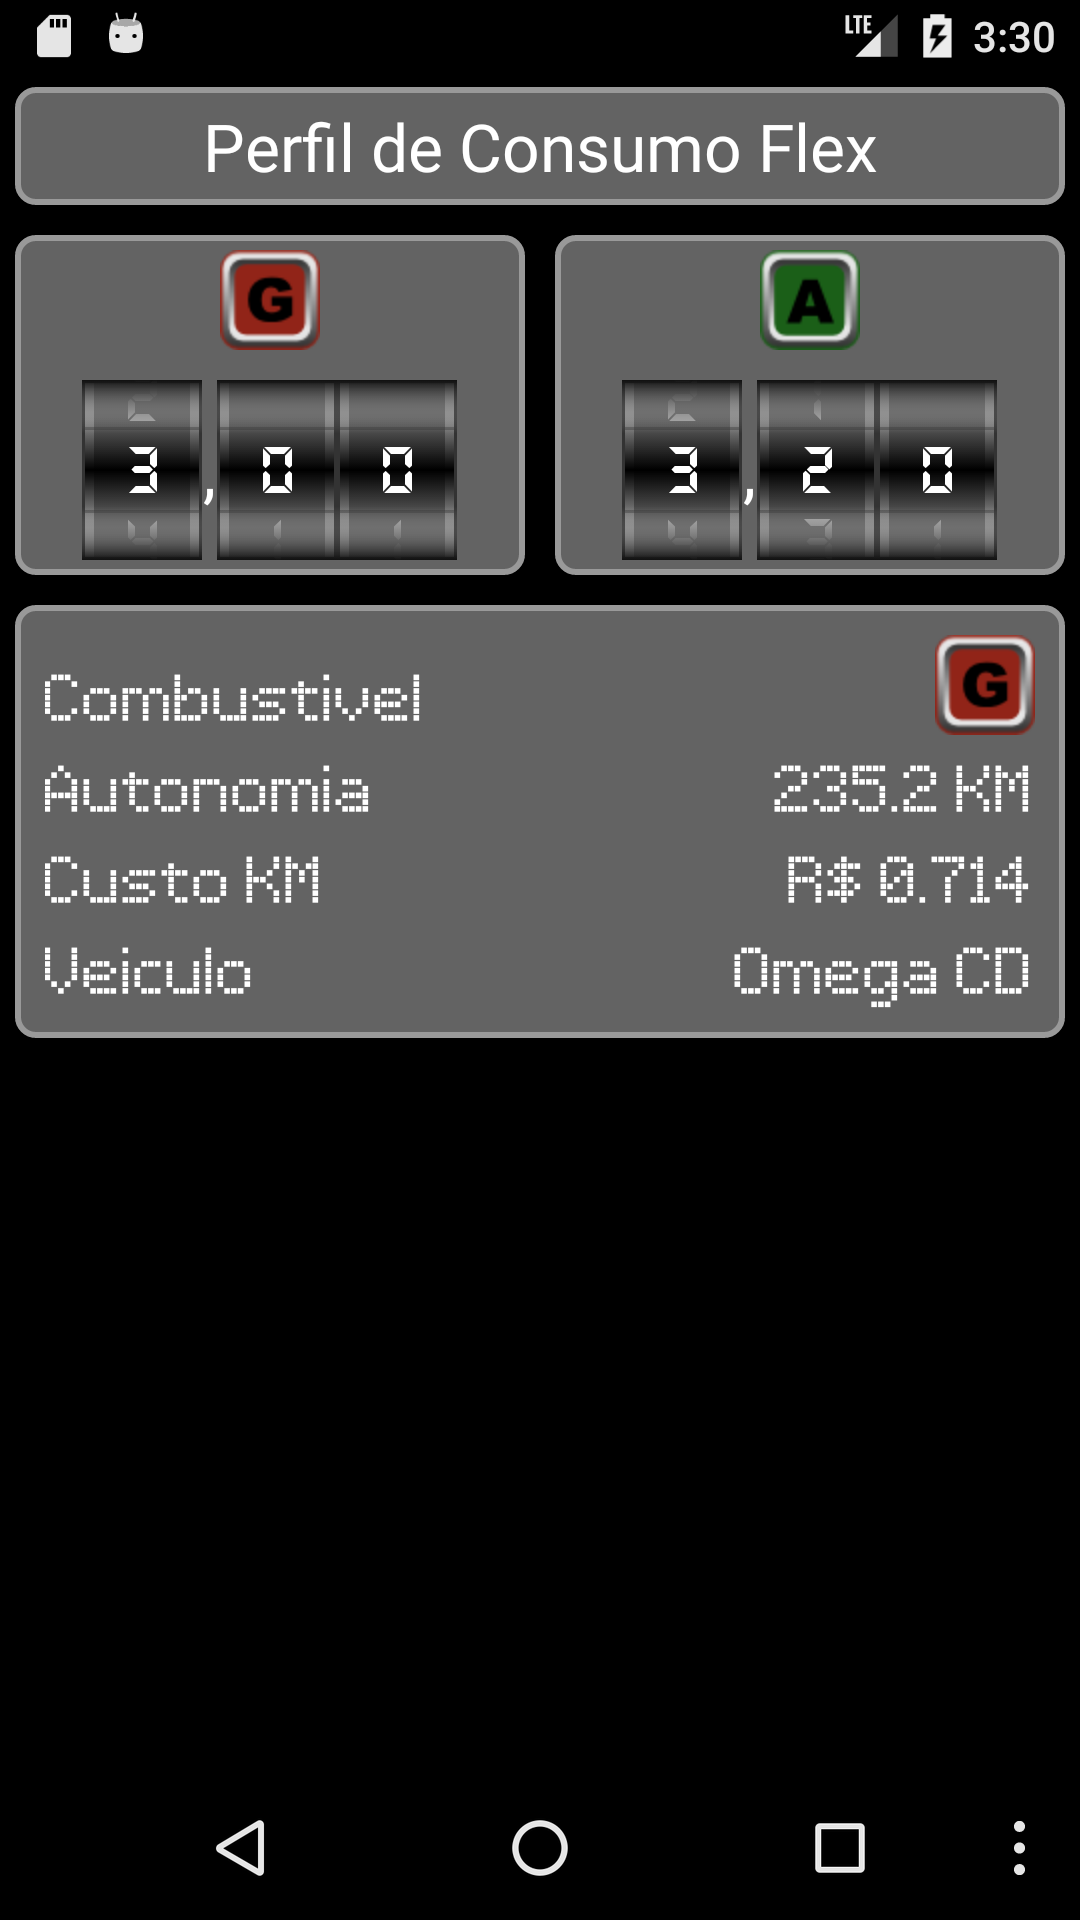 LTE 3:30
Perfil de Consumo Flex
G A
3,00 3,20
Combustivel G
Autonomia 235.2 KM
Custo KM R$ 0.714
Veiculo Omega CD